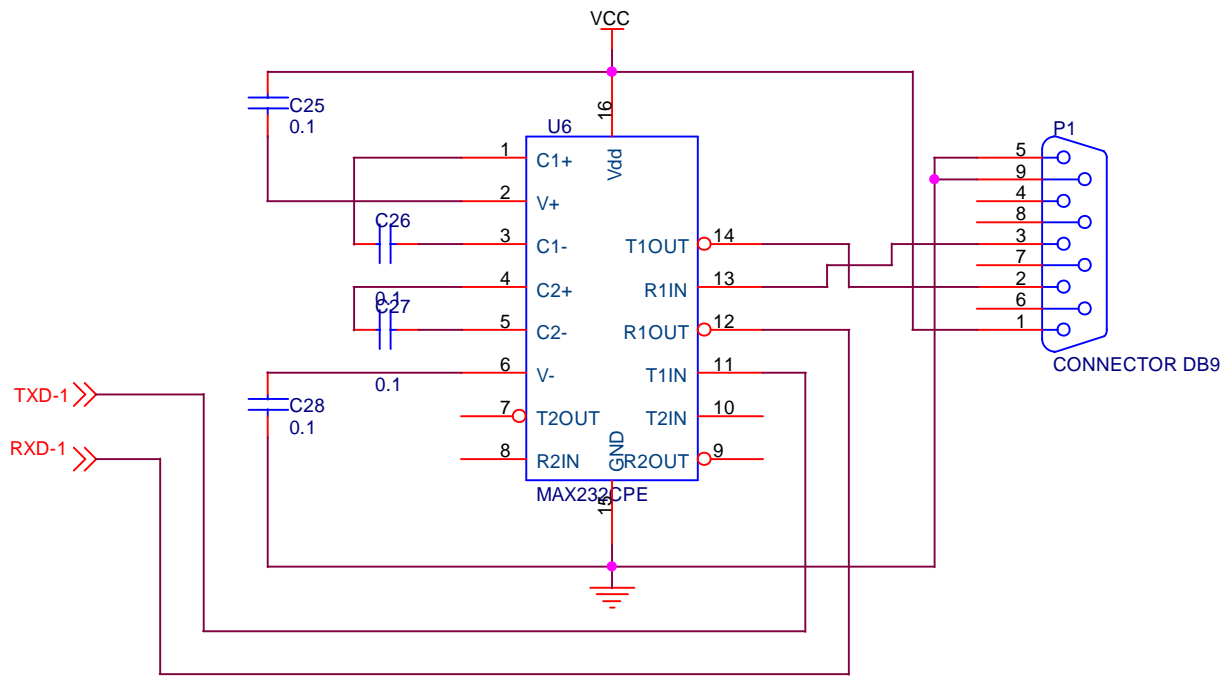 VCC
C25
0.1
16
U6
P1
1
C1+
Vdd
5
9
2
V+
4
C26
8
3
C1-
T1OUT
14
3
7
4
C2+
R1IN
13
2
0.1
C27
6
5
C2-
R1OUT
12
1
CONNECTOR DB9
6
V-
T1IN
11
0.1
TXD-1
C28
0.1
7
T2OUT
T2IN
10
RXD-1
8
R2IN
GND
R2OUT
9
MAX232CPE
15